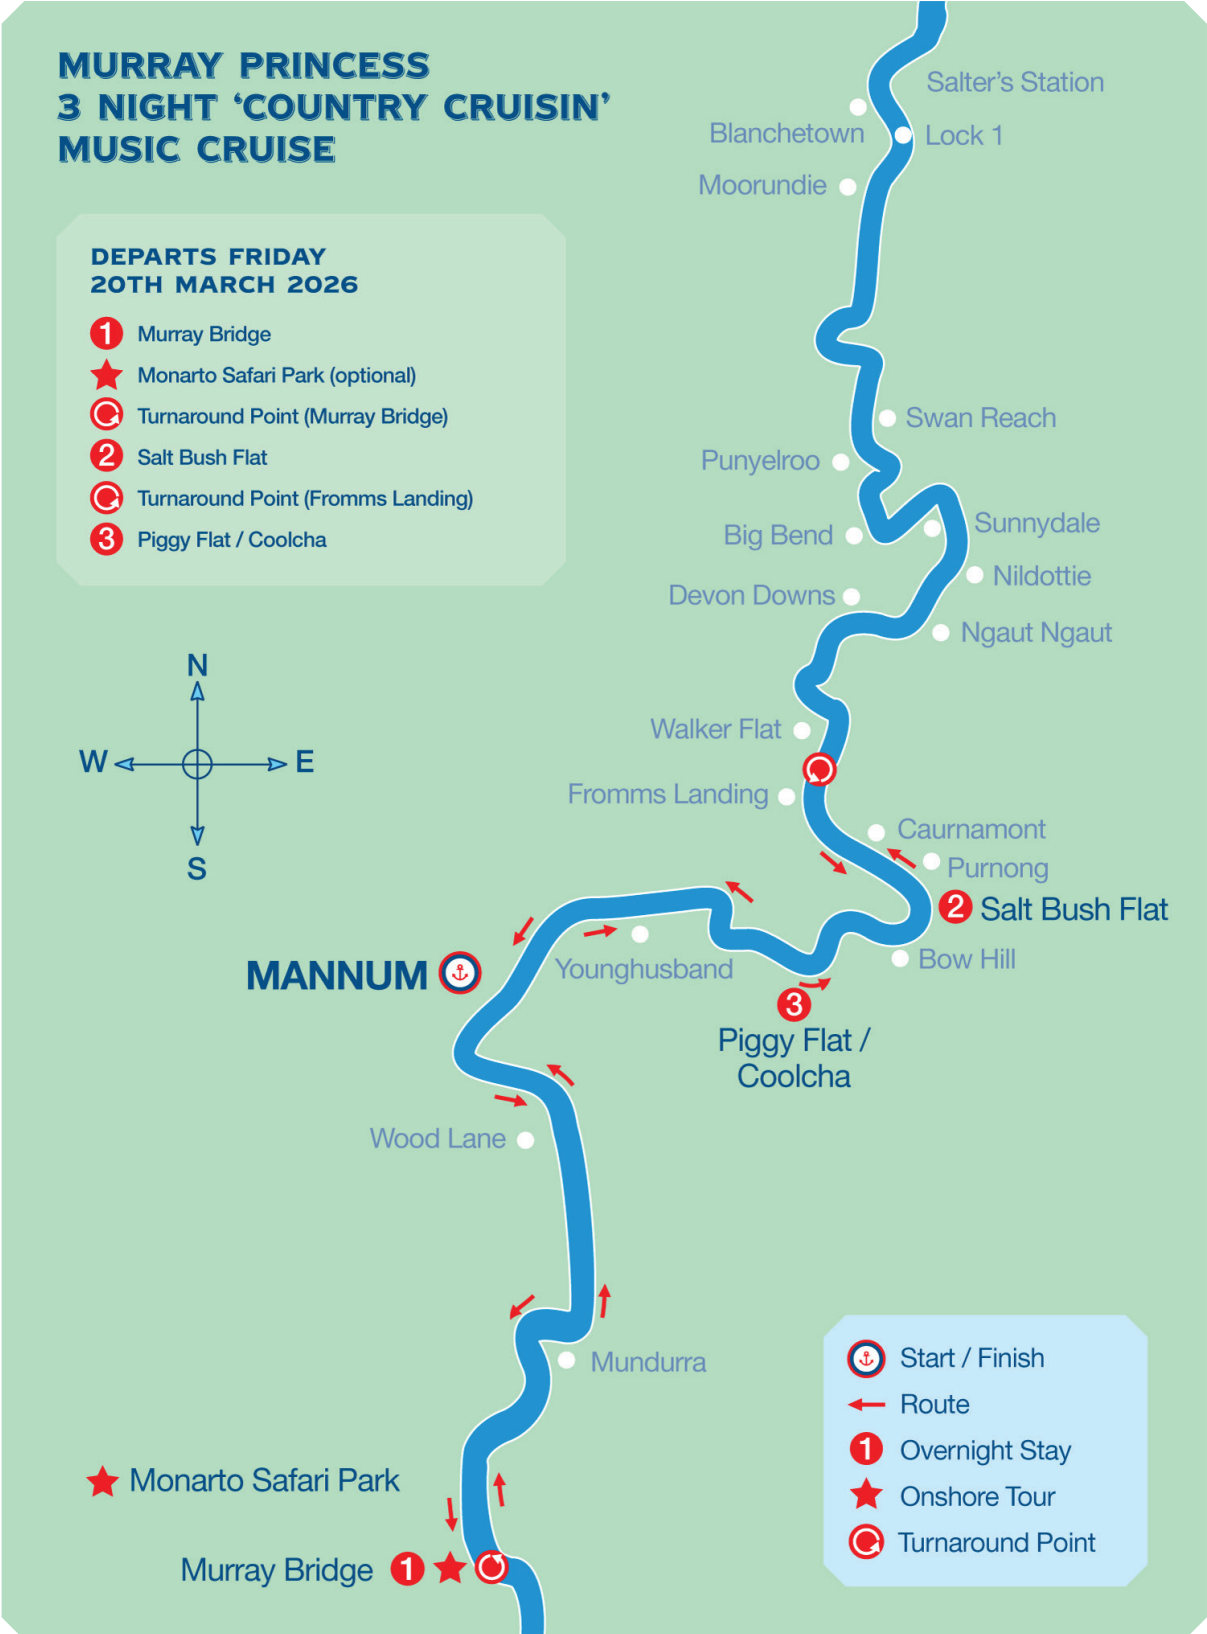 MURRAY PRINCESS
3 NIGHT ‘COUNTRY CRUISIN’
MUSIC CRUISE
DEPARTS FRIDAY
20TH MARCH 2026
1 Murray Bridge
Monarto Safari Park (optional)
Turnaround Point (Murray Bridge)
2 Salt Bush Flat
Turnaround Point (Fromms Landing)
3 Piggy Flat / Coolcha
Salter’s Station
Blanchetown
Lock 1
Moorundie
Swan Reach
Punyelroo
Sunnydale
Big Bend
Nildottie
Devon Downs
Ngaut Ngaut
N
W
E
S
Walker Flat
Fromms Landing
Caurnamont
Purnong
2 Salt Bush Flat
Bow Hill
MANNUM
Younghusband
3
Piggy Flat /
Coolcha
Wood Lane
Mundurra
Monarto Safari Park
Murray Bridge 1
Start / Finish
Route
1 Overnight Stay
Onshore Tour
Turnaround Point